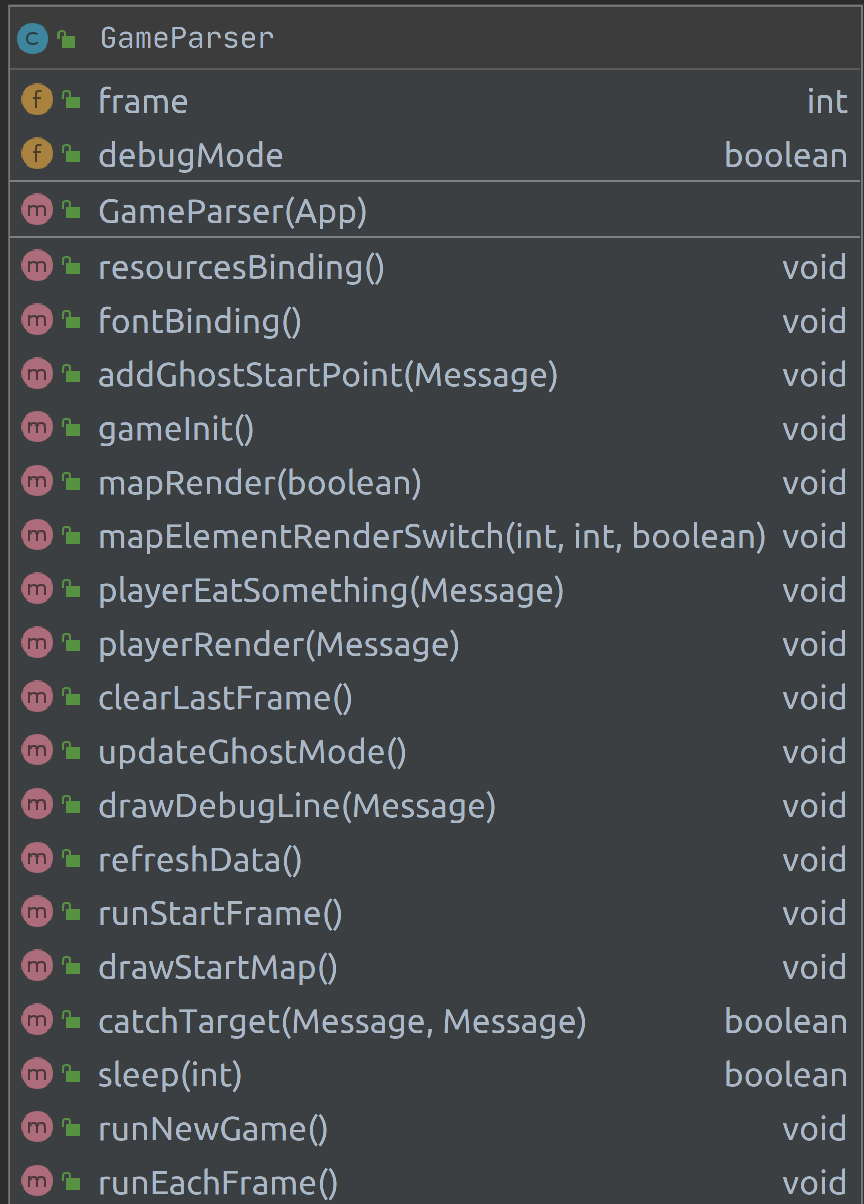 C GameParser
f frame int
f debugMode boolean
m GameParser(App)
m resourcesBinding() void
m fontBinding() void
m addGhostStartPoint(Message) void
m gameInit() void
m mapRender(boolean) void
m mapElementRenderSwitch(int, int, boolean) void
m playerEatSomething(Message) void
m playerRender(Message) void
m clearLastFrame() void
m updateGhostMode() void
m drawDebugLine(Message) void
m refreshData() void
m runStartFrame() void
m drawStartMap() void
m catchTarget(Message, Message) boolean
m sleep(int) boolean
m runNewGame() void
m runEachFrame() void